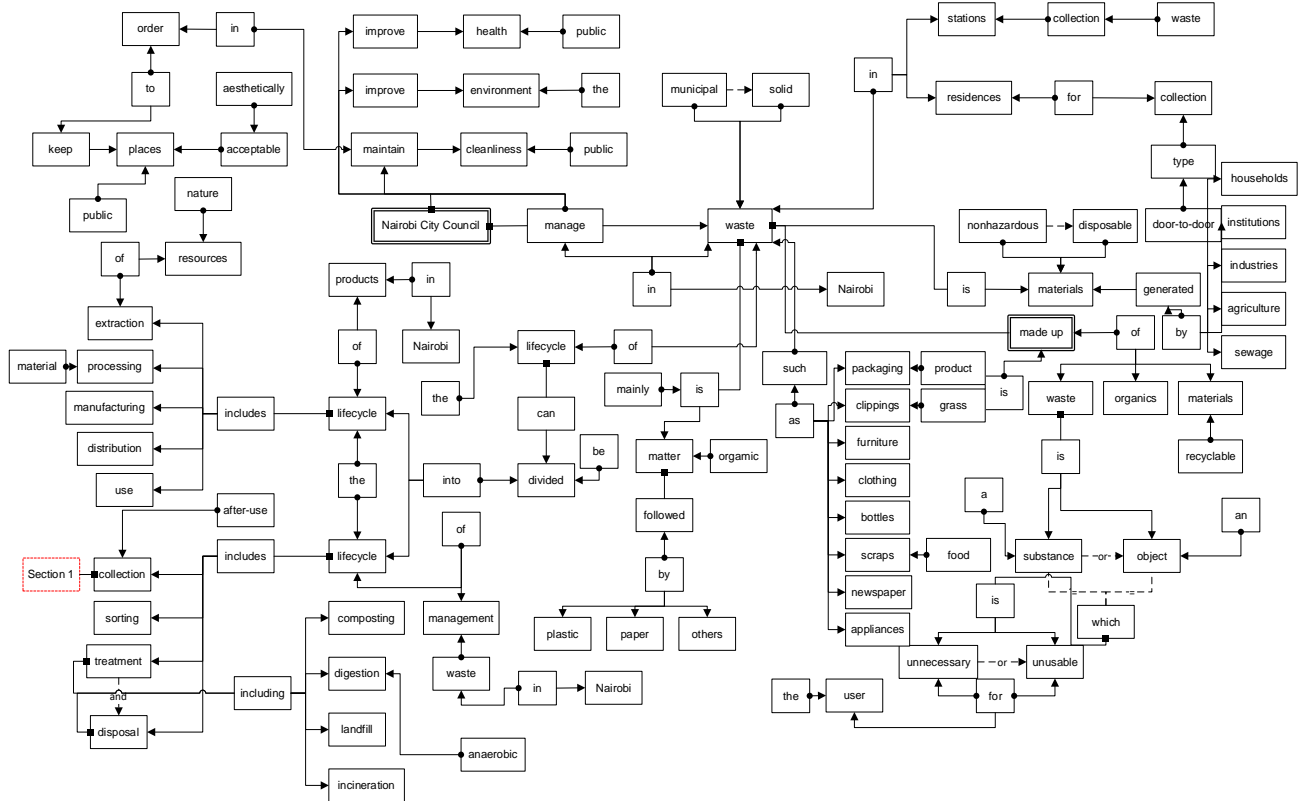 order
in
improve
health
public
stations
collection
waste
to
aesthetically
improve
environment
the
municipal
solid
in
residences
for
collection
keep
places
acceptable
maintain
cleanliness
public
type
households
public
nature
Nairobi City Council
manage
waste
nonhazardous
disposable
door-to-door
institutions
of
resources
products
in
in
Nairobi
is
materials
generated
industries
extraction
of
Nairobi
lifecycle
of
made up
of
by
agriculture
material
processing
the
mainly
is
such
packaging
product
is
sewage
manufacturing
includes
lifecycle
can
as
clippings
grass
waste
organics
materials
distribution
matter
orgamic
furniture
is
recyclable
use
the
into
divided
be
clothing
after-use
of
followed
bottles
a
an
Section 1
collection
includes
lifecycle
by
scraps
food
substance
or
object
sorting
composting
management
plastic
paper
others
newspaper
is
which
appliances
treatment
digestion
waste
in
Nairobi
unnecessary
or
unusable
and
including
the
user
for
disposal
landfill
anaerobic
incineration